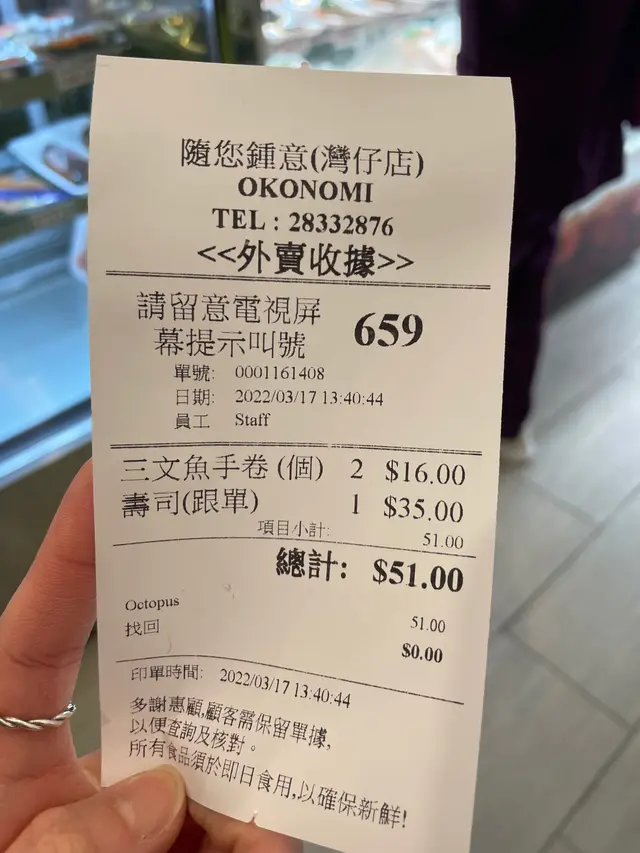 隨您鍾意(灣仔店)
OKONOMI
TEL : 28332876
<<外賣收據>>
請留意電視屏
幕提示叫號
659
單號: 0001161408
日期: 2022/03/17 13:40:44
員工 Staff
三文魚手卷 (個) 2 $16.00
壽司(跟單) 1 $35.00
項目小計: 51.00
總計: $51.00
Octopus 51.00
找回 $0.00
印單時間: 2022/03/17 13:40:44
多謝惠顧,顧客需保留單據,
以便查詢及核對。
所有食品須於即日食用,以確保新鮮!